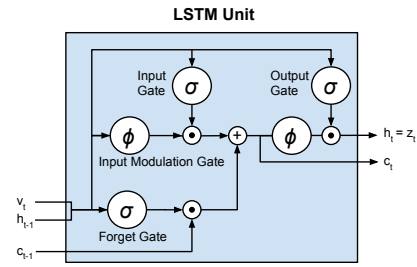 LSTM Unit
Input
Gate
Output
Gate
σ
σ
ϕ
+
ϕ
h_t = z_t
Input Modulation Gate
c_t
v_t
h_t-1
σ
Forget Gate
c_t-1